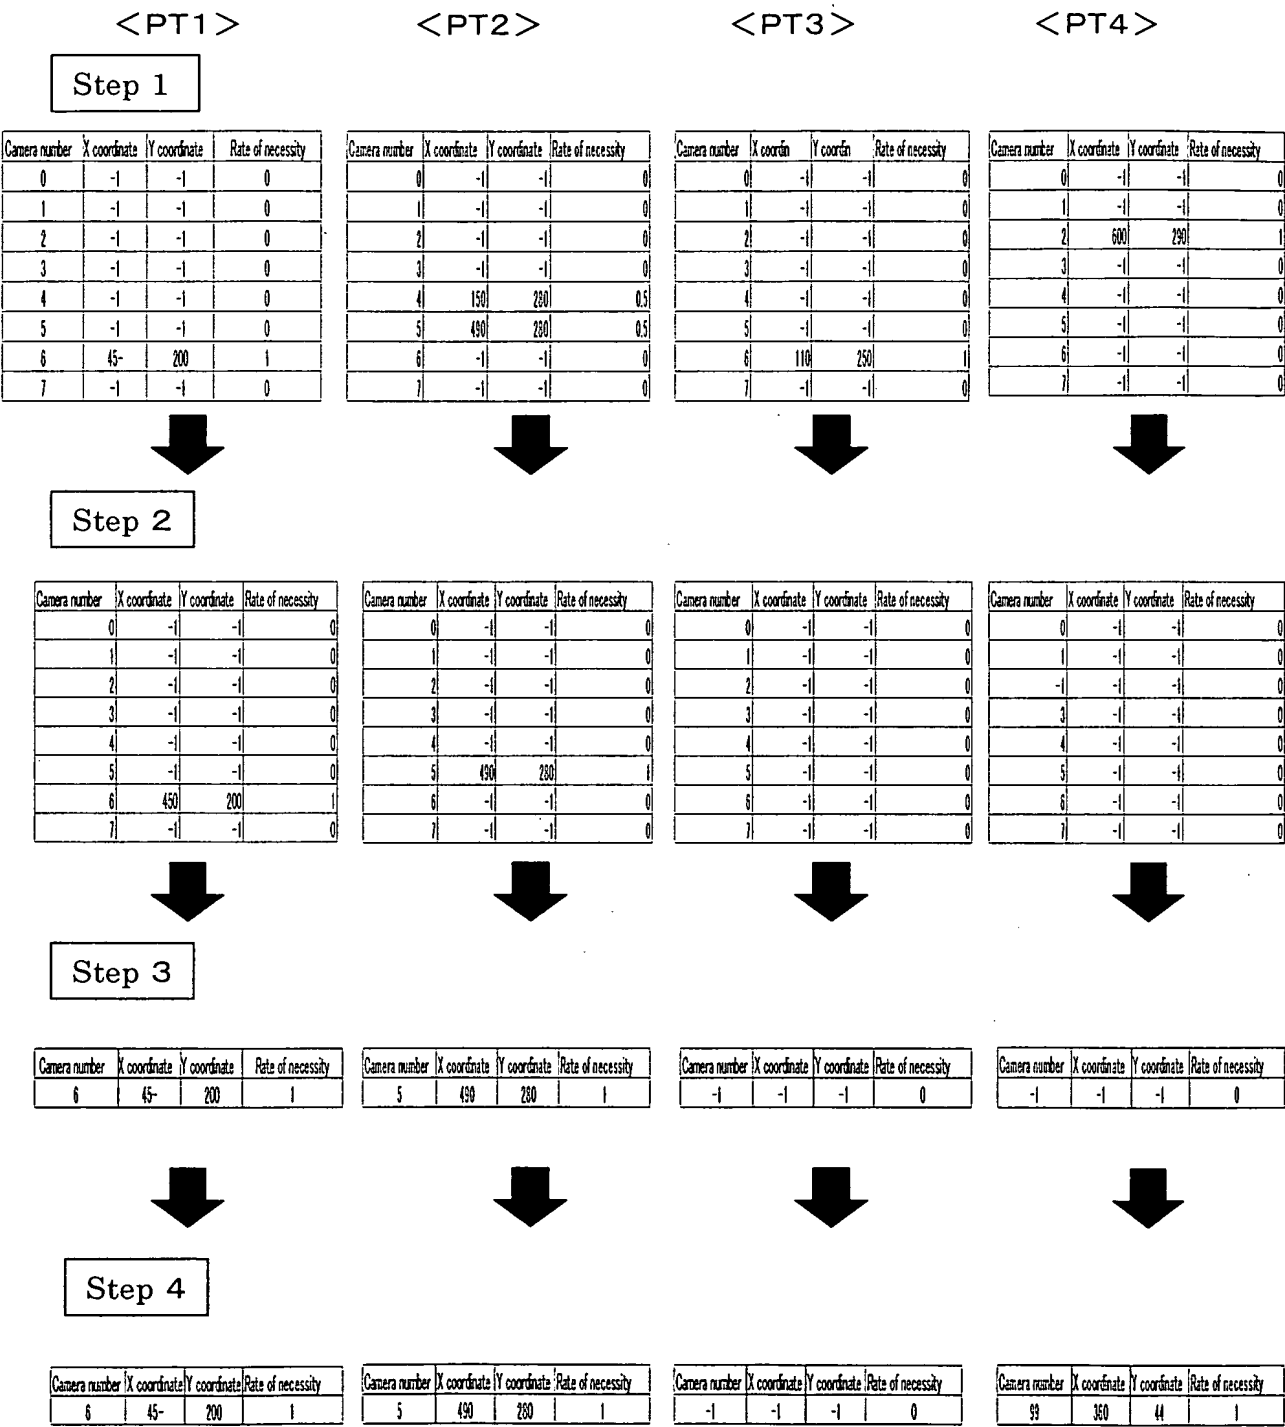 <PT1> <PT2> <PT3> <PT4>
Step 1
Camera number X coordinate Y coordinate Rate of necessity Camera number X coordinate Y coordinate Rate of necessity Camera number X coordin Y coordin Rate of necessity Camera number X coordinate Y coordinate Rate of necessity
0 -1 -1 0 0 -1 -1 0 0 -1 -1 0 0 -1 -1 0
1 -1 -1 0 1 -1 -1 0 1 -1 -1 0 1 -1 -1 0
2 -1 -1 0 2 -1 -1 0 2 -1 -1 0 2 600 290 1
3 -1 -1 0 3 -1 -1 0 3 -1 -1 0 3 -1 -1 0
4 -1 -1 0 4 150 280 0.5 4 -1 -1 0 4 -1 -1 0
5 -1 -1 0 5 490 280 0.5 5 -1 -1 0 5 -1 -1 0
6 45- 200 1 6 -1 -1 0 6 110 250 1 6 -1 -1 0
7 -1 -1 0 7 -1 -1 0 7 -1 -1 0 7 -1 -1 0
Step 2
Camera number X coordinate Y coordinate Rate of necessity Camera number X coordinate Y coordinate Rate of necessity Camera number X coordinate Y coordinate Rate of necessity Camera number X coordinate Y coordinate Rate of necessity
0 -1 -1 0 0 -1 -1 0 0 -1 -1 0 0 -1 -1 0
1 -1 -1 0 1 -1 -1 0 1 -1 -1 0 1 -1 -1 0
2 -1 -1 0 2 -1 -1 0 2 -1 -1 0 -1 -1 -1 0
3 -1 -1 0 3 -1 -1 0 3 -1 -1 0 3 -1 -1 0
4 -1 -1 0 4 -1 -1 0 4 -1 -1 0 4 -1 -1 0
5 -1 -1 0 5 490 280 1 5 -1 -1 0 5 -1 -1 0
6 450 200 1 6 -1 -1 0 6 -1 -1 0 6 -1 -1 0
7 -1 -1 0 7 -1 -1 0 7 -1 -1 0 7 -1 -1 0
Step 3
Camera number X coordinate Y coordinate Rate of necessity Camera number X coordinate Y coordinate Rate of necessity Camera number X coordinate Y coordinate Rate of necessity Camera number X coordinate Y coordinate Rate of necessity
6 45- 200 1 5 490 280 1 -1 -1 -1 0 -1 -1 -1 0
Step 4
Camera number X coordinate Y coordinate Rate of necessity Camera number X coordinate Y coordinate Rate of necessity Camera number X coordinate Y coordinate Rate of necessity Camera number X coordinate Y coordinate Rate of necessity
6 45- 200 1 5 490 280 1 -1 -1 -1 0 99 360 44 1